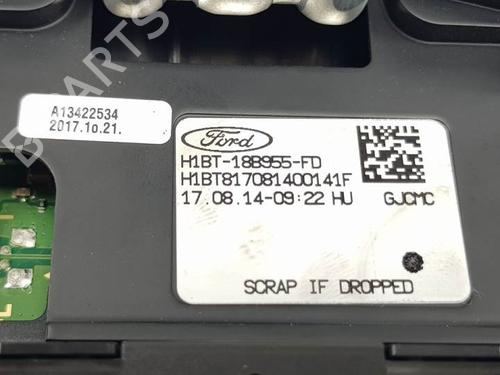 A13422534
2017.10.21.
Ford
H1BT-18B955-FD
H1BT817081400141F
17.08.14-09:22 HU
GJCMC
SCRAP IF DROPPED
B-PARTS